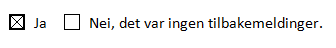 ☒ Ja ☐ Nei, det var ingen tilbakemeldinger.